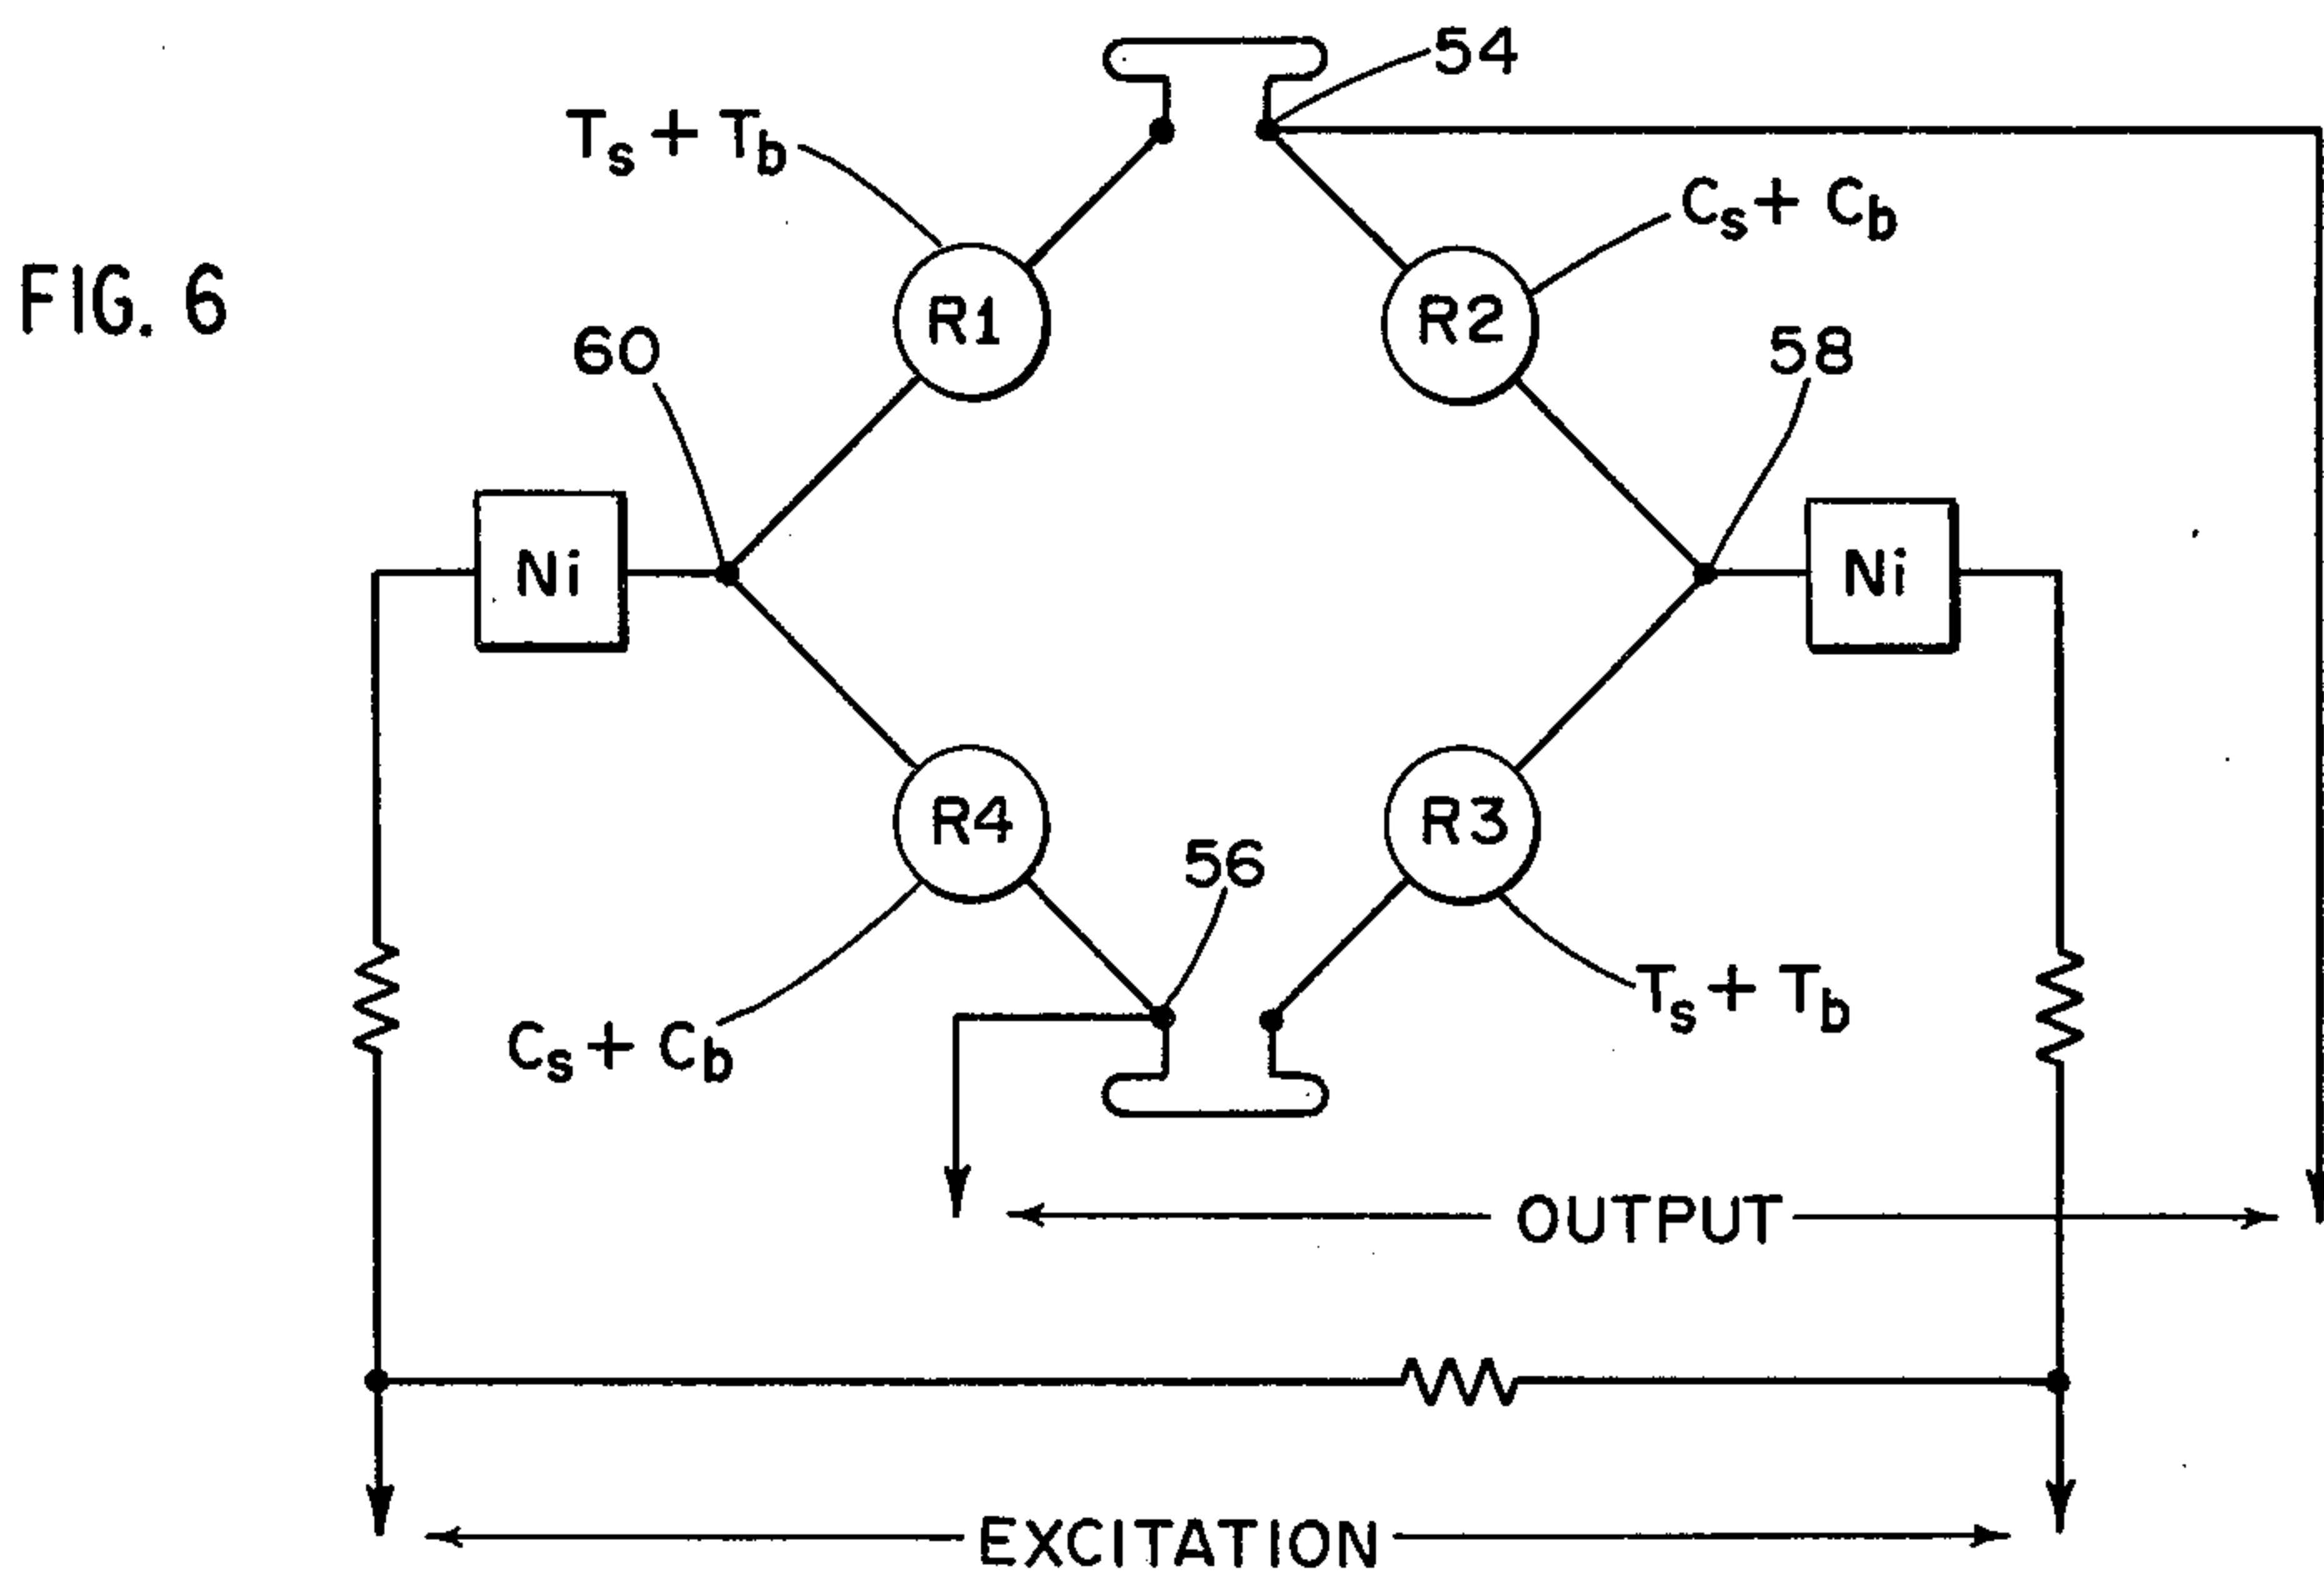 54
Ts + Tb
Cs + Cb
FIG. 6
R1
R2
60
58
Ni
Ni
R4
R3
56
Ts + Tb
Cs + Cb
OUTPUT
EXCITATION